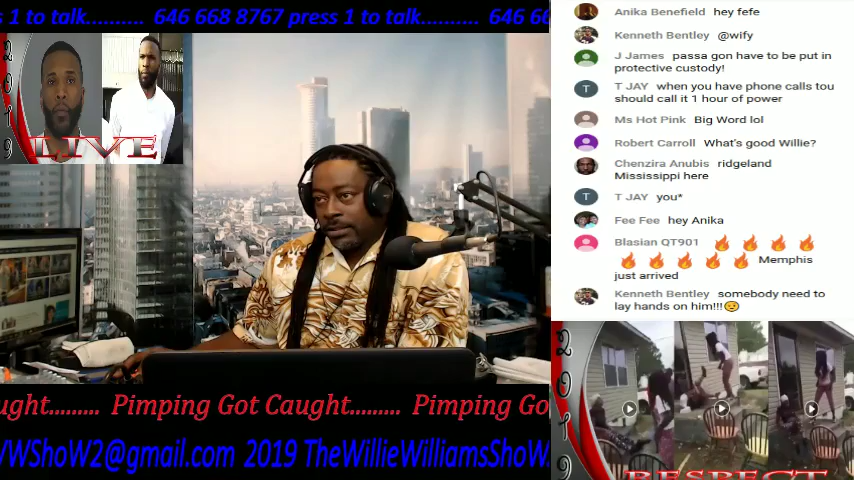 s 1 to talk.......... 646 668 8767 press 1 to talk.......... 646 66
2019
LIVE
Anika Benefield hey fefe
Kenneth Bentley @wify
J James passa gon have to be put in
protective custody!
T JAY when you have phone calls tou
should call it 1 hour of power
Ms Hot Pink Big Word lol
Robert Carroll What's good Willie?
Chenzira Anubis ridgeland
Mississippi here
T JAY you*
Fee Fee hey Anika
Blasian QT901 🔥 🔥 🔥 🔥
🔥 🔥 🔥 🔥 🔥 Memphis
just arrived
Kenneth Bentley somebody need to
lay hands on him!!!😉
T
T
2019
RESPECT
ught......... Pimping Got Caught......... Pimping Go
WWShoW2@gmail.com 2019 TheWillieWilliamsShoW